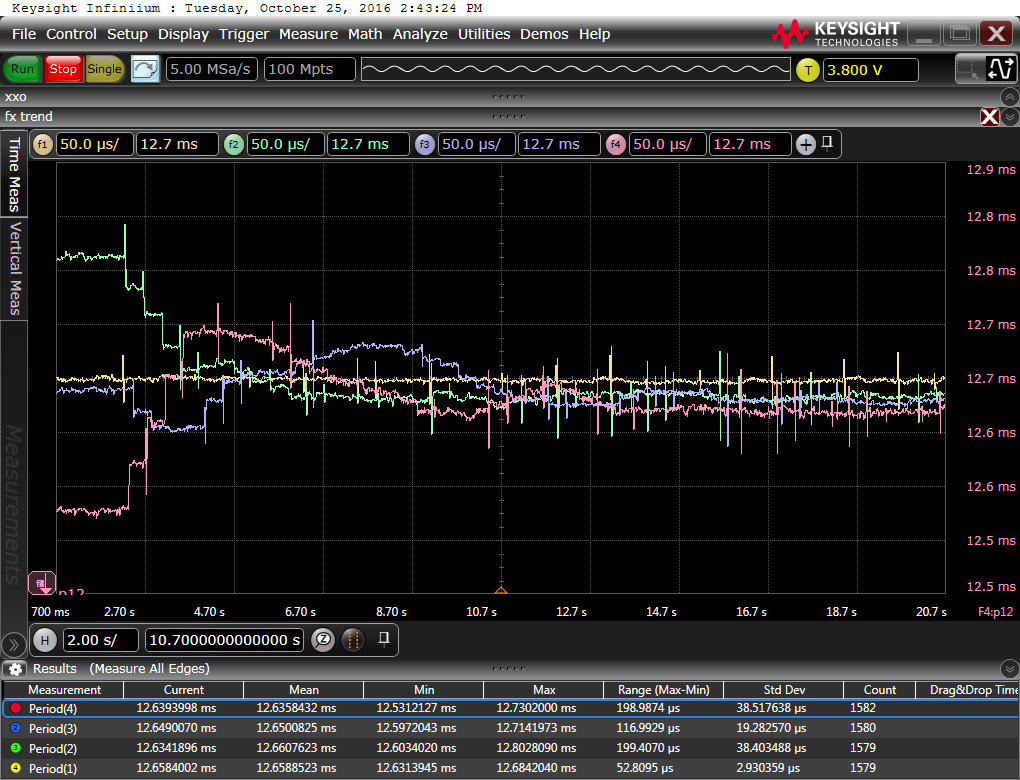 Keysight Infiniium : Tuesday, October 25, 2016 2:43:24 PM
File Control Setup Display Trigger Measure Math Analyze Utilities Demos Help
KEYSIGHT TECHNOLOGIES
Run Stop Single 5.00 MSa/s 100 Mpts T 3.800 V
xxo
fx trend
f1 50.0 µs/ 12.7 ms f2 50.0 µs/ 12.7 ms f3 50.0 µs/ 12.7 ms f4 50.0 µs/ 12.7 ms +
Time Meas
Vertical Meas
Measurements
12.9 ms
12.8 ms
12.8 ms
12.7 ms
12.7 ms
12.6 ms
12.6 ms
12.5 ms
12.5 ms
p12
700 ms 2.70 s 4.70 s 6.70 s 8.70 s 10.7 s 12.7 s 14.7 s 16.7 s 18.7 s 20.7 s F4:p12
H 2.00 s/ 10.7000000000000 s Z
Results (Measure All Edges)
Measurement Current Mean Min Max Range (Max-Min) Std Dev Count Drag&Drop Time
1 Period(4) 12.6393998 ms 12.6358432 ms 12.5312127 ms 12.7302000 ms 198.9874 µs 38.517638 µs 1582
2 Period(3) 12.6490070 ms 12.6500825 ms 12.5972043 ms 12.7141973 ms 116.9929 µs 19.282570 µs 1580
3 Period(2) 12.6341896 ms 12.6607623 ms 12.6034020 ms 12.8028090 ms 199.4070 µs 38.403488 µs 1579
4 Period(1) 12.6584002 ms 12.6588523 ms 12.6313945 ms 12.6842040 ms 52.8095 µs 2.930359 µs 1579